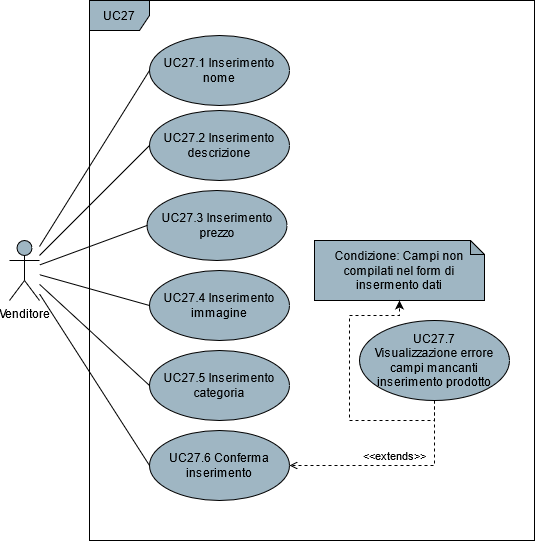 UC27
UC27.1 Inserimento
nome
UC27.2 Inserimento
descrizione
UC27.3 Inserimento
prezzo
Condizione: Campi non
compilati nel form di
insermento dati
UC27.4 Inserimento
immagine
Venditore
UC27.7
Visualizzazione errore
campi mancanti
inserimento prodotto
UC27.5 Inserimento
categoria
UC27.6 Conferma
inserimento
<<extends>>